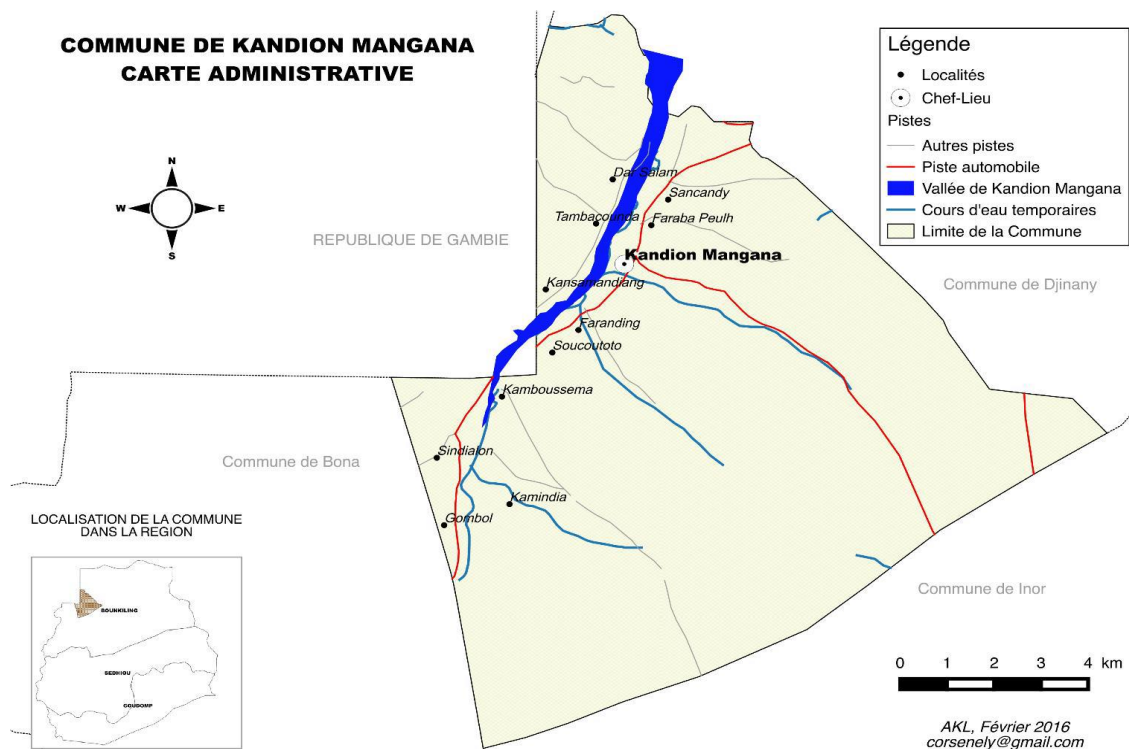 COMMUNE DE KANDION MANGANA
CARTE ADMINISTRATIVE
N
W
E
S
REPUBLIQUE DE GAMBIE
Légende
Localités
Chef-Lieu
Pistes
Autres pistes
Piste automobile
Vallée de Kandion Mangana
Cours d'eau temporaires
Limite de la Commune
Dar Salam
Sancandy
Tambacounda
Faraba Peulh
Kandion Mangana
Kansamandiang
Commune de Djinany
Faranding
Soucoutoto
Kamboussema
Sindialon
Commune de Bona
Kamindia
Gombol
LOCALISATION DE LA COMMUNE
DANS LA REGION
BOUNKILING
SEDHIOU
GOUDOMP
Commune de Inor
0 1 2 3 4 km
AKL, Février 2016
corsenely@gmail.com